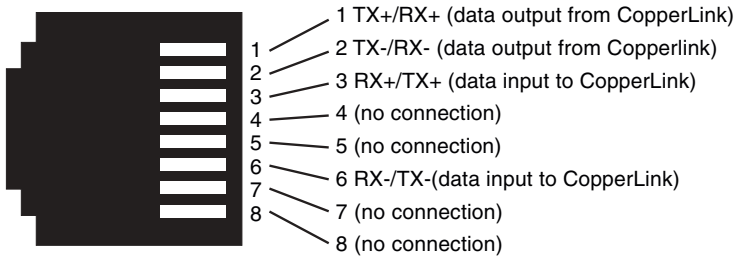 1 1 TX+/RX+ (data output from CopperLink)
2 2 TX-/RX- (data output from Copperlink)
3 3 RX+/TX+ (data input to CopperLink)
4 4 (no connection)
5 5 (no connection)
6 6 RX-/TX-(data input to CopperLink)
7 7 (no connection)
8 8 (no connection)